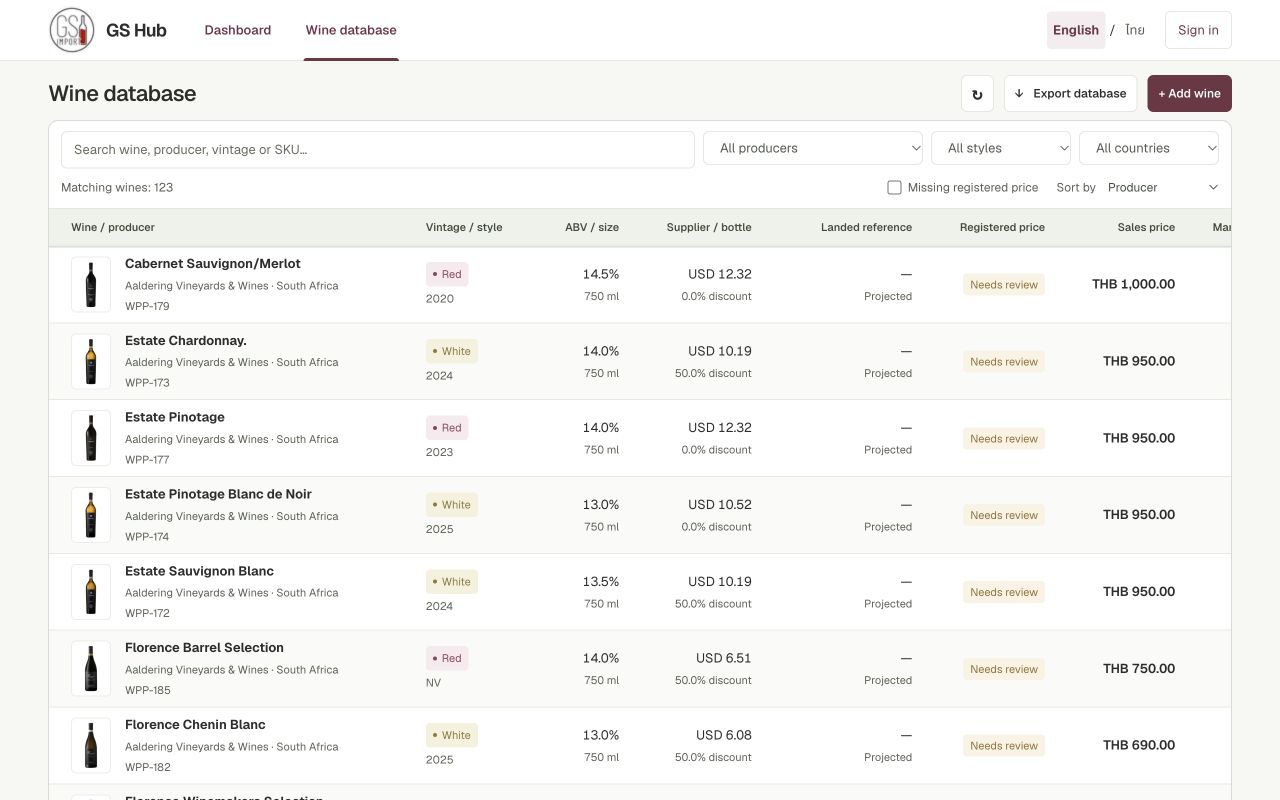 GS
IMPORT
GS Hub
Dashboard
Wine database
English / ไทย
Sign in
Wine database
↻
↓ Export database
+ Add wine
Search wine, producer, vintage or SKU...
All producers
All styles
All countries
Matching wines: 123
Missing registered price
Sort by Producer
Wine / producer
Vintage / style
ABV / size
Supplier / bottle
Landed reference
Registered price
Sales price
Cabernet Sauvignon/Merlot
Aaldering Vineyards & Wines · South Africa
WPP-179
• Red
2020
14.5%
750 ml
USD 12.32
0.0% discount
—
Projected
Needs review
THB 1,000.00
Estate Chardonnay.
Aaldering Vineyards & Wines · South Africa
WPP-173
• White
2024
14.0%
750 ml
USD 10.19
50.0% discount
—
Projected
Needs review
THB 950.00
Estate Pinotage
Aaldering Vineyards & Wines · South Africa
WPP-177
• Red
2023
14.0%
750 ml
USD 12.32
0.0% discount
—
Projected
Needs review
THB 950.00
Estate Pinotage Blanc de Noir
Aaldering Vineyards & Wines · South Africa
WPP-174
• White
2025
13.0%
750 ml
USD 10.52
0.0% discount
—
Projected
Needs review
THB 950.00
Estate Sauvignon Blanc
Aaldering Vineyards & Wines · South Africa
WPP-172
• White
2024
13.5%
750 ml
USD 10.19
50.0% discount
—
Projected
Needs review
THB 950.00
Florence Barrel Selection
Aaldering Vineyards & Wines · South Africa
WPP-185
• Red
NV
14.0%
750 ml
USD 6.51
50.0% discount
—
Projected
Needs review
THB 750.00
Florence Chenin Blanc
Aaldering Vineyards & Wines · South Africa
WPP-182
• White
2025
13.0%
750 ml
USD 6.08
50.0% discount
—
Projected
Needs review
THB 690.00